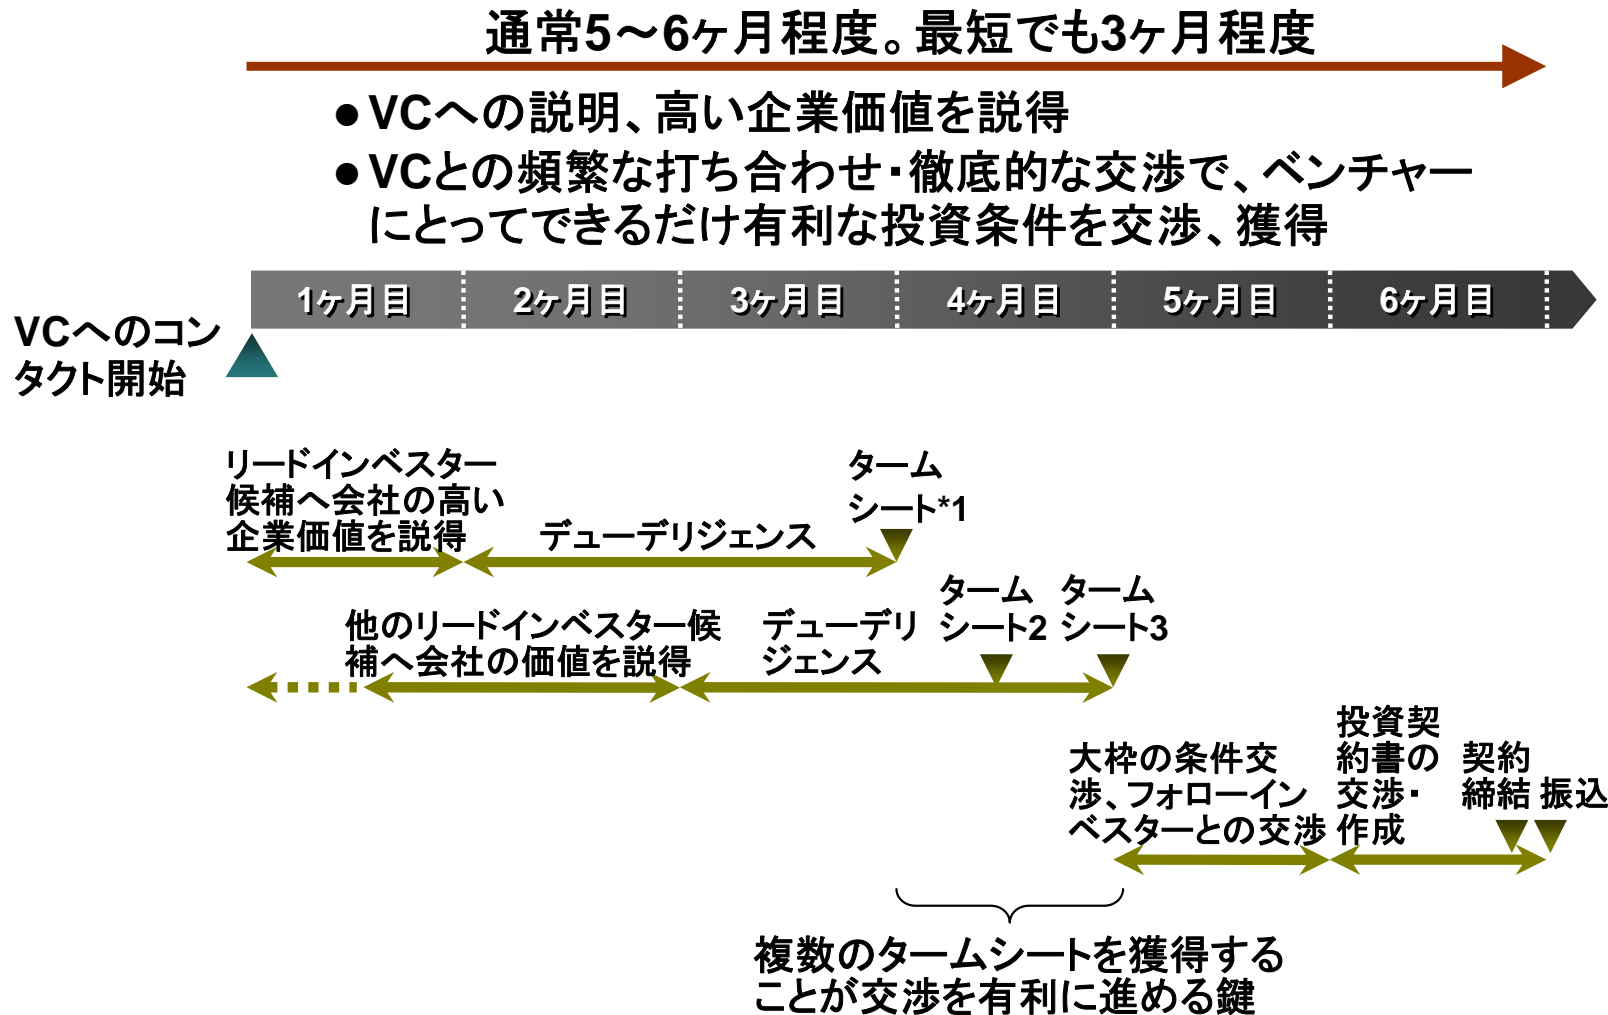 通常5～6ヶ月程度。最短でも3ヶ月程度
●VCへの説明、高い企業価値を説得
●VCとの頻繁な打ち合わせ・徹底的な交渉で、ベンチャー
にとってできるだけ有利な投資条件を交渉、獲得
1ヶ月目 2ヶ月目 3ヶ月目 4ヶ月目 5ヶ月目 6ヶ月目
VCへのコン
タクト開始
リードインベスター
候補へ会社の高い
企業価値を説得
デューデリジェンス
ターム
シート*1
他のリードインベスター候
補へ会社の価値を説得
デューデリ
ジェンス
ターム
シート2
ターム
シート3
大枠の条件交
渉、フォローイン
ベスターとの交渉
投資契
約書の
交渉・
作成
契約
締結
振込
複数のタームシートを獲得する
ことが交渉を有利に進める鍵